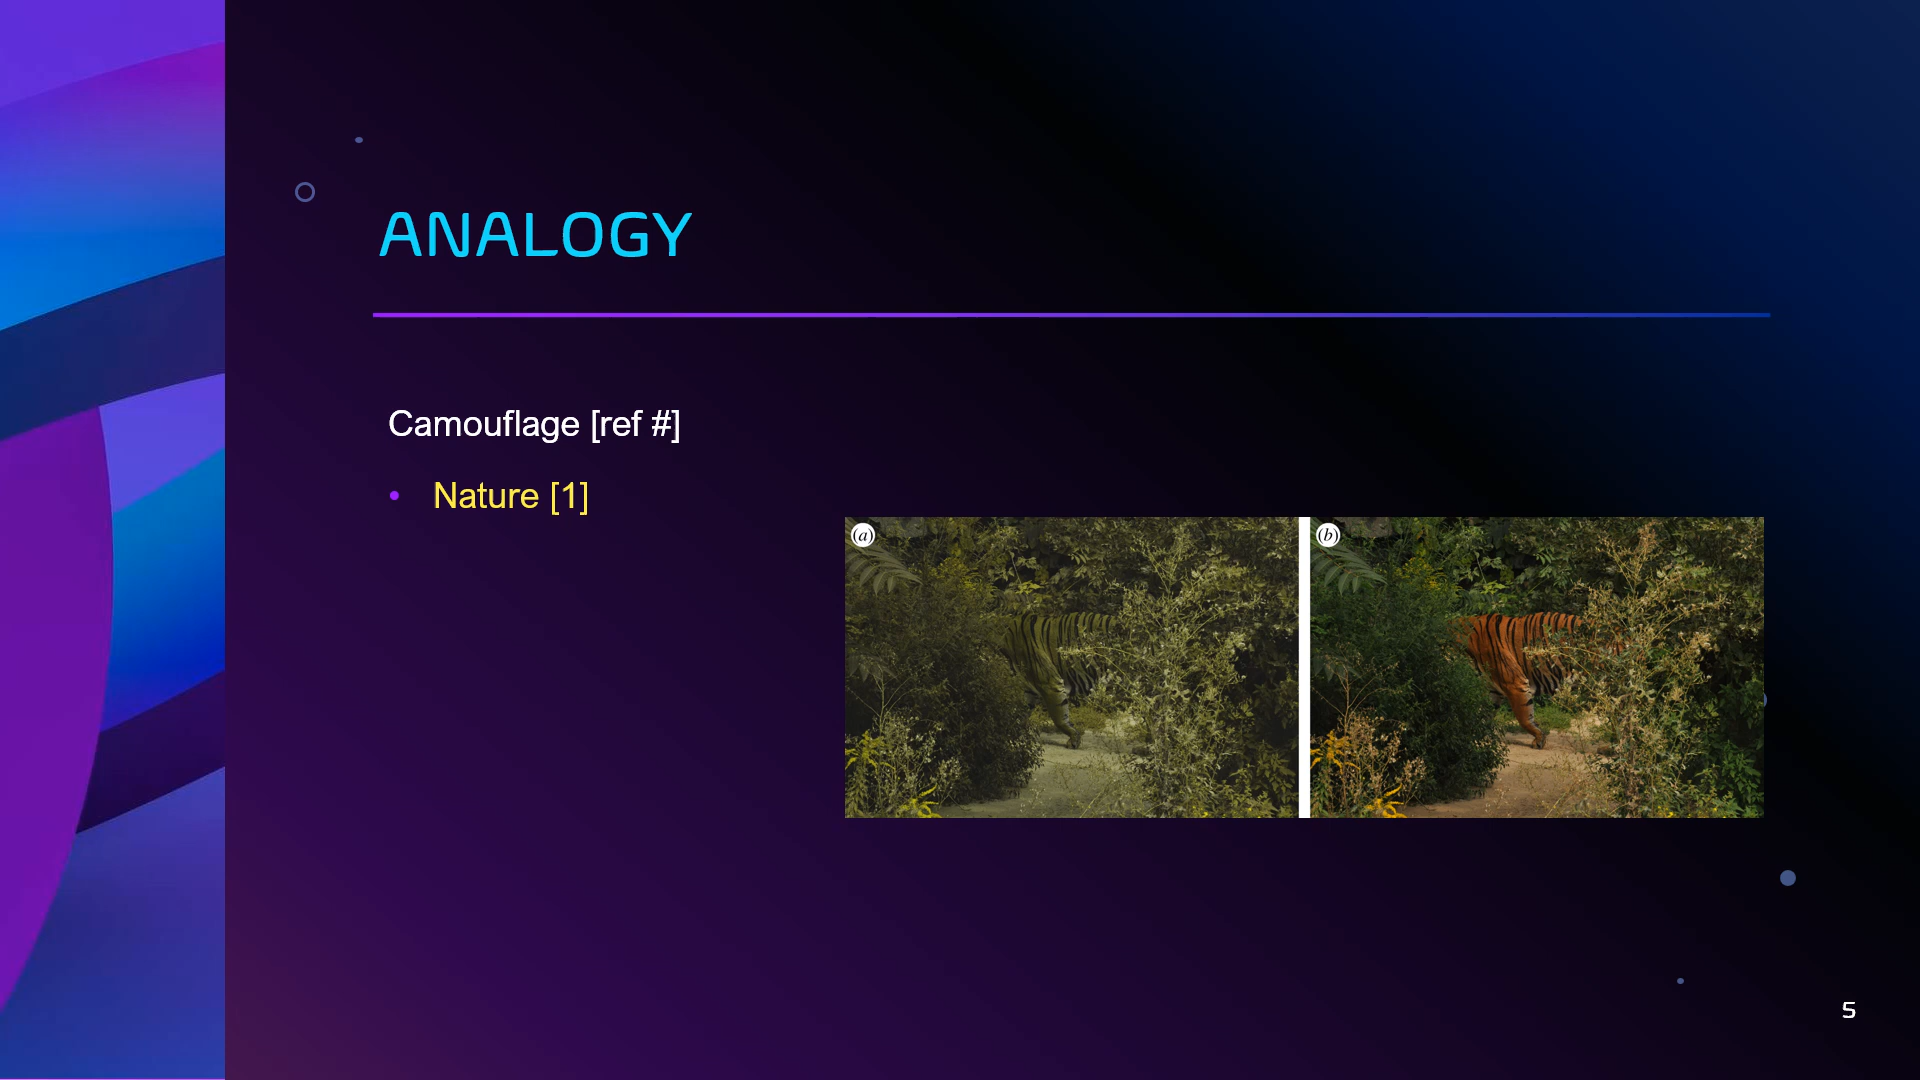 ANALOGY
Camouflage [ref #]
• Nature [1]
(a)
(b)
5